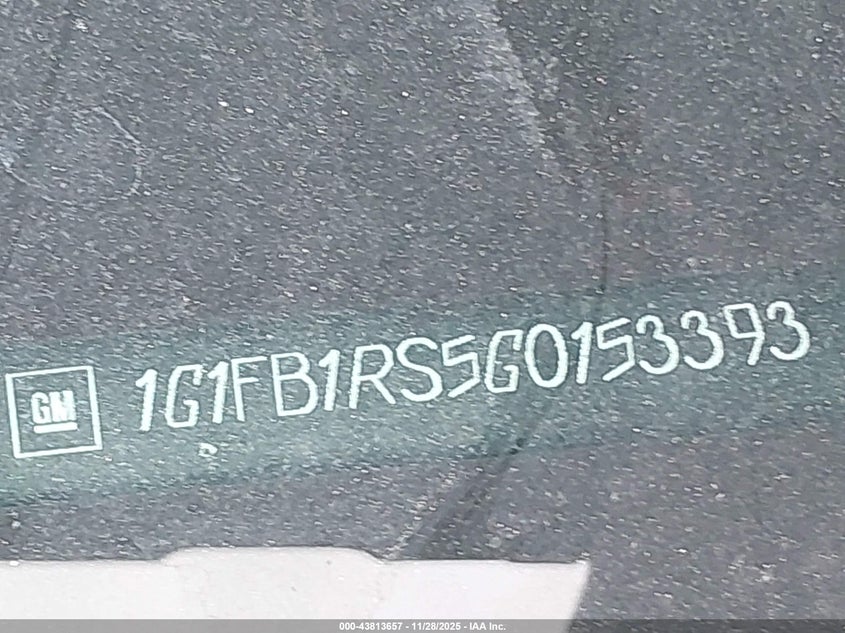 GM 1G1FB1RS5G0153393
000-43813657 - 11/28/2025 - IAA Inc.